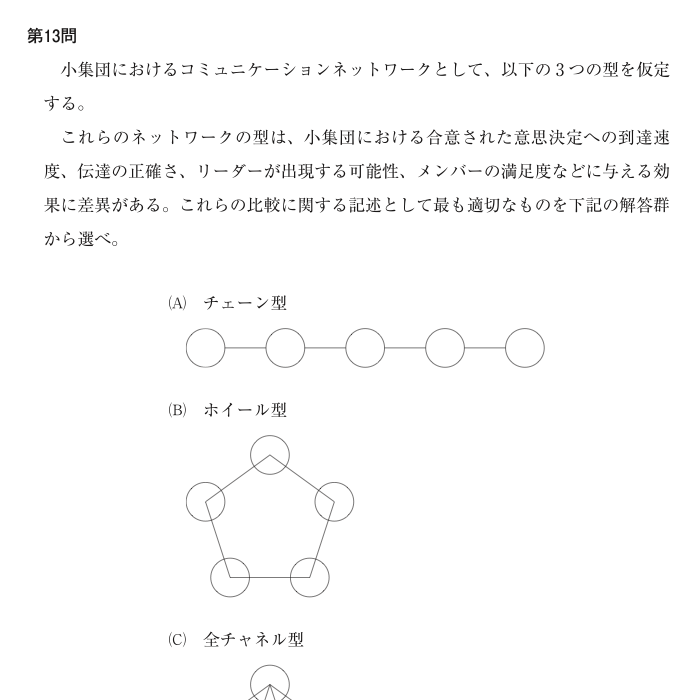 第13問
小集団におけるコミュニケーションネットワークとして、以下の３つの型を仮定
する。
これらのネットワークの型は、小集団における合意された意思決定への到達速
度、伝達の正確さ、リーダーが出現する可能性、メンバーの満足度などに与える効
果に差異がある。これらの比較に関する記述として最も適切なものを下記の解答群
から選べ。
(A) チェーン型
(B) ホイール型
(C) 全チャネル型